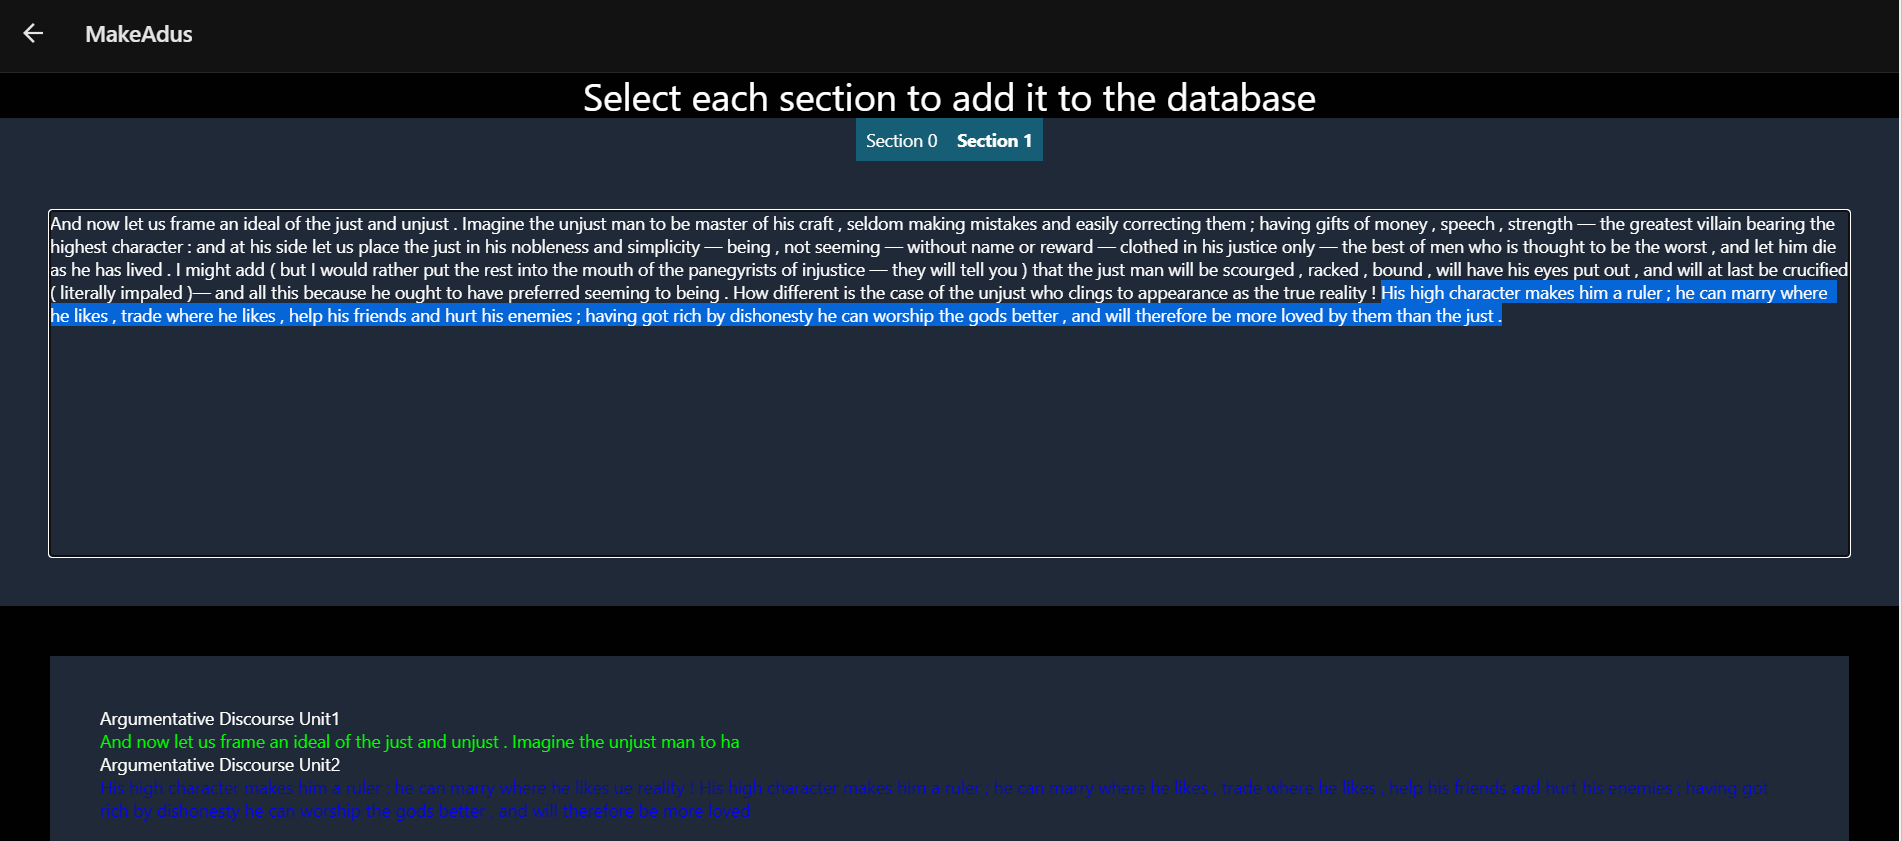 MakeAdus
Select each section to add it to the database
Section 0 Section 1
And now let us frame an ideal of the just and unjust . Imagine the unjust man to be master of his craft , seldom making mistakes and easily correcting them ; having gifts of money , speech , strength — the greatest villain bearing the
highest character : and at his side let us place the just in his nobleness and simplicity — being , not seeming — without name or reward — clothed in his justice only — the best of men who is thought to be the worst , and let him die
as he has lived . I might add ( but I would rather put the rest into the mouth of the panegyrists of injustice — they will tell you ) that the just man will be scourged , racked , bound , will have his eyes put out , and will at last be crucified
( literally impaled )— and all this because he ought to have preferred seeming to being . How different is the case of the unjust who clings to appearance as the true reality ! His high character makes him a ruler ; he can marry where
he likes , trade where he likes , help his friends and hurt his enemies ; having got rich by dishonesty he can worship the gods better , and will therefore be more loved by them than the just .
Argumentative Discourse Unit1
And now let us frame an ideal of the just and unjust . Imagine the unjust man to ha
Argumentative Discourse Unit2
His high character makes him a ruler ; he can marry where he likes ue reality ! His high character makes him a ruler ; he can marry where he likes , trade where he likes , help his friends and hurt his enemies ; having got
rich by dishonesty he can worship the gods better , and will therefore be more loved